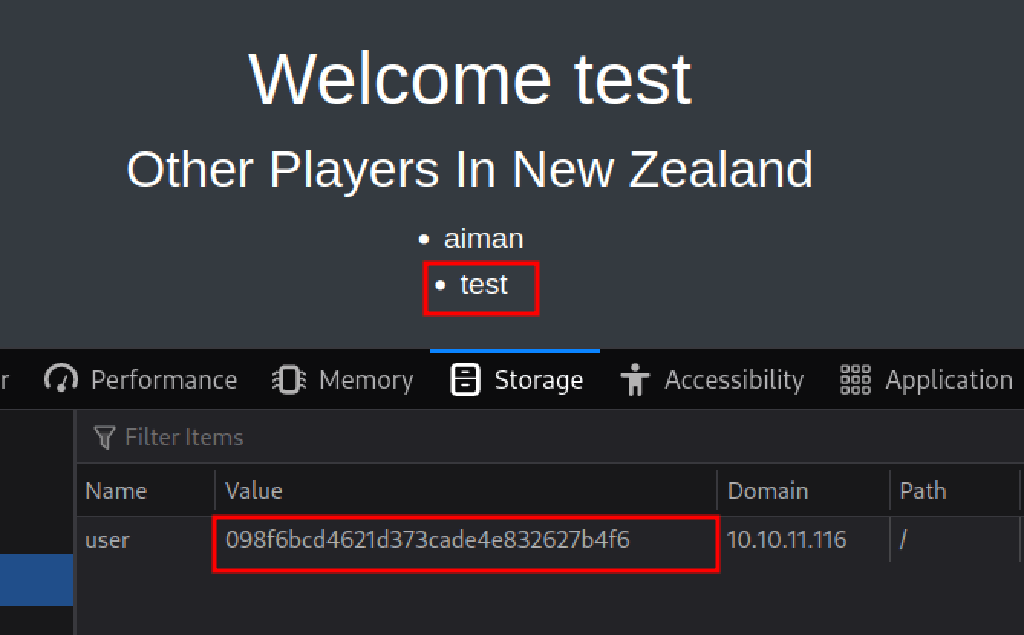 Welcome test
Other Players In New Zealand
• aiman
• test
r Performance Memory Storage Accessibility Application
Filter Items
Name Value Domain Path
user 098f6bcd4621d373cade4e832627b4f6 10.10.11.116 /